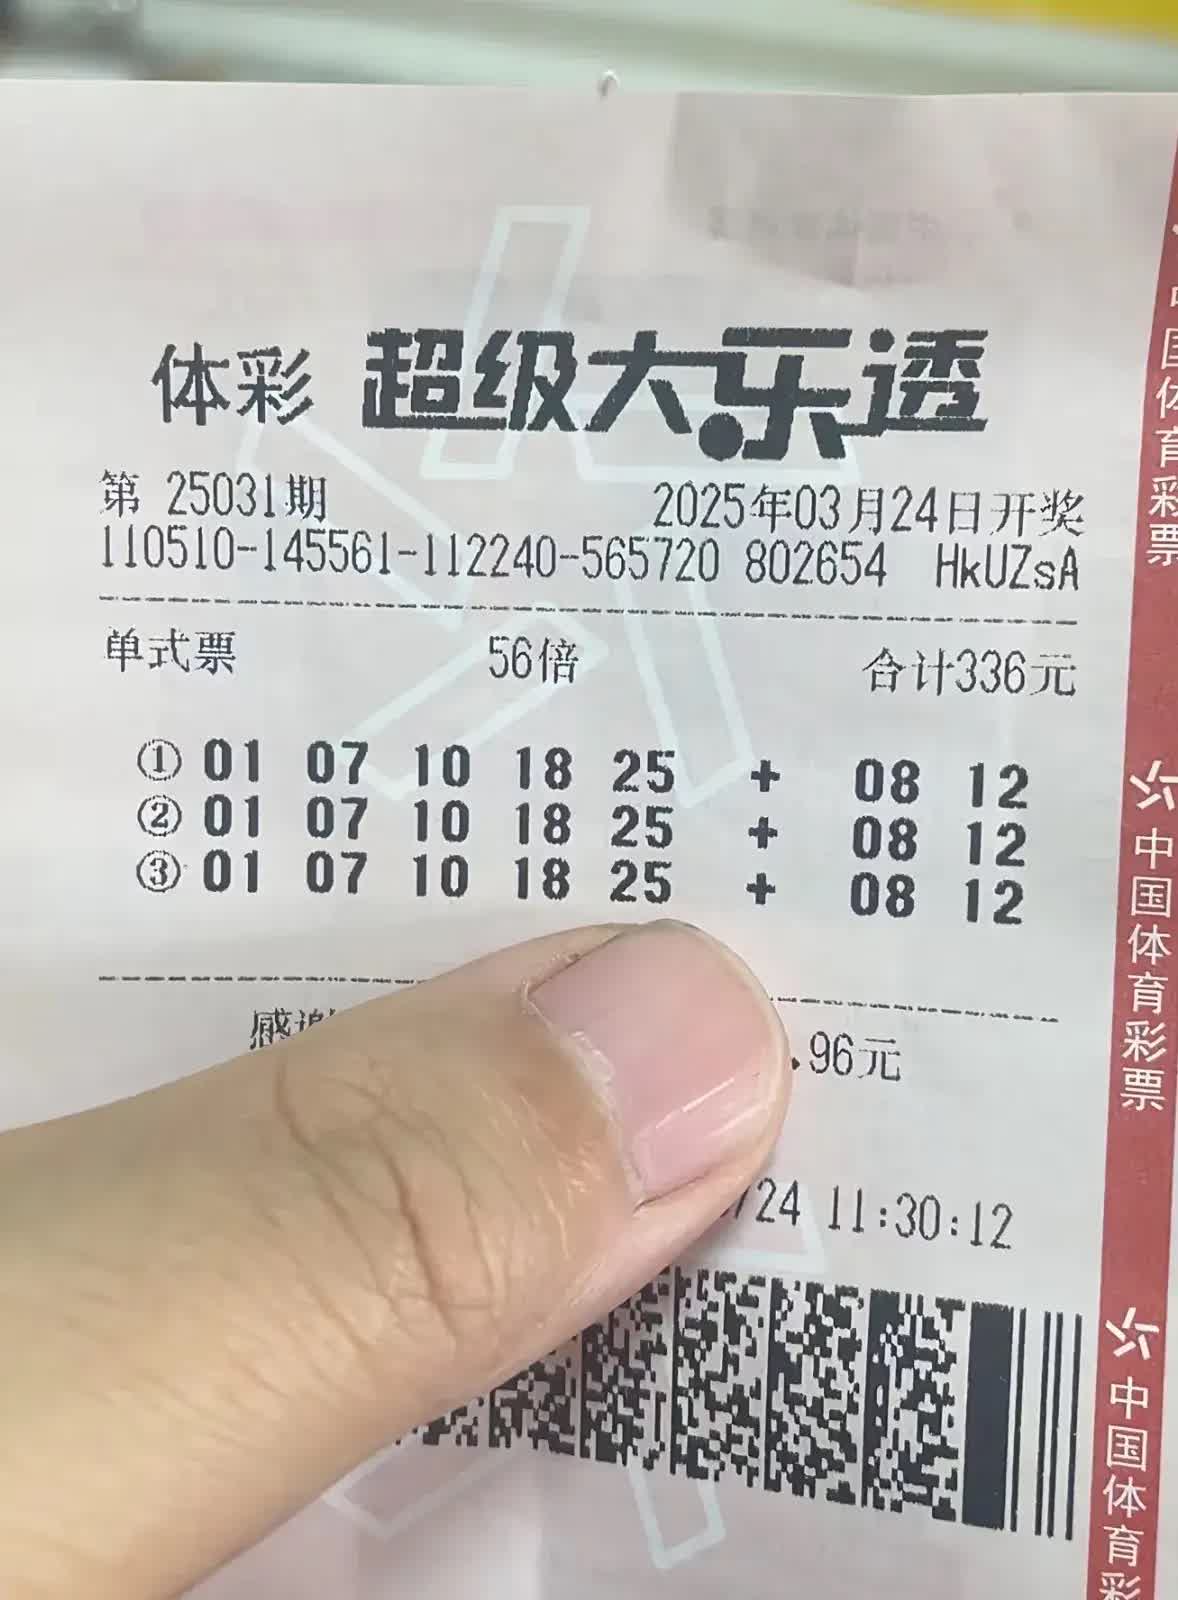 体彩 超级大乐透
第 25031期 2025年03月24日开奖
110510-145561-112240-565720 802654 HkUZsA
单式票 56倍 合计336元
① 01 07 10 18 25 + 08 12
② 01 07 10 18 25 + 08 12
③ 01 07 10 18 25 + 08 12
感谢 .96元
/24 11:30:12
中国体育彩票
中国体育彩票
中国体育彩